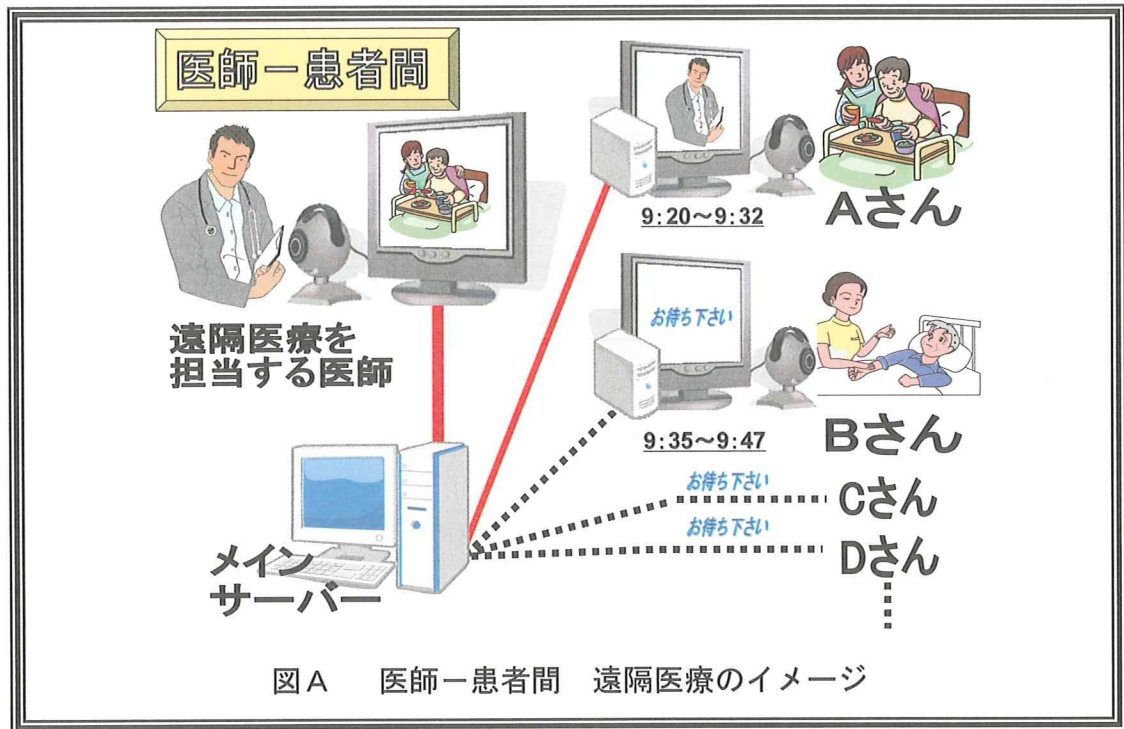 医師－患者間
遠隔医療を
担当する医師
メイン
サーバー
9:20～9:32
Aさん
お待ち下さい
9:35～9:47
Bさん
お待ち下さい
Cさん
お待ち下さい
Dさん
図A　医師－患者間　遠隔医療のイメージ